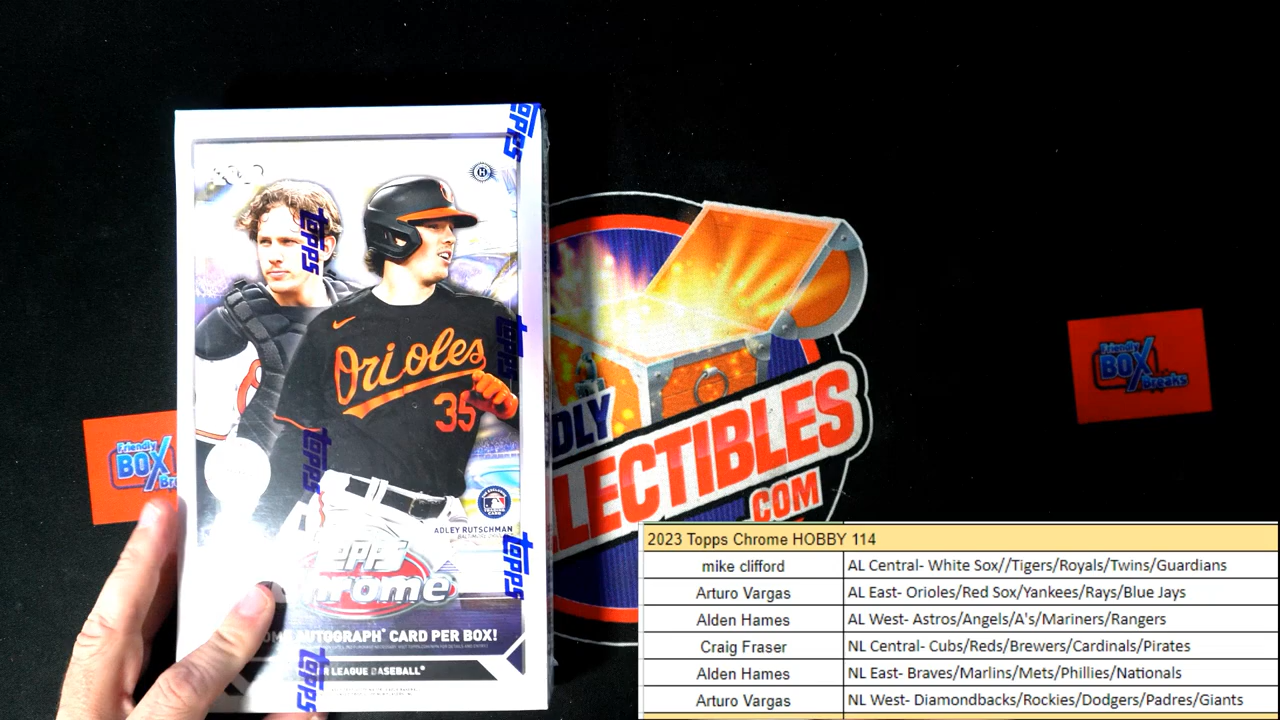 topps
topps
topps
topps
topps
topps
Orioles
35
ADLEY RUTSCHMAN
chrome
AUTOGRAPH® CARD PER BOX!
LEAGUE BASEBALL®
Friendly
BOX
Bre
DLY
LECTIBLES
.COM
Friendly
BOX
Breaks
2023 Topps Chrome HOBBY 114
mike clifford AL Central- White Sox//Tigers/Royals/Twins/Guardians
Arturo Vargas AL East- Orioles/Red Sox/Yankees/Rays/Blue Jays
Alden Hames AL West- Astros/Angels/A's/Mariners/Rangers
Craig Fraser NL Central- Cubs/Reds/Brewers/Cardinals/Pirates
Alden Hames NL East- Braves/Marlins/Mets/Phillies/Nationals
Arturo Vargas NL West- Diamondbacks/Rockies/Dodgers/Padres/Giants